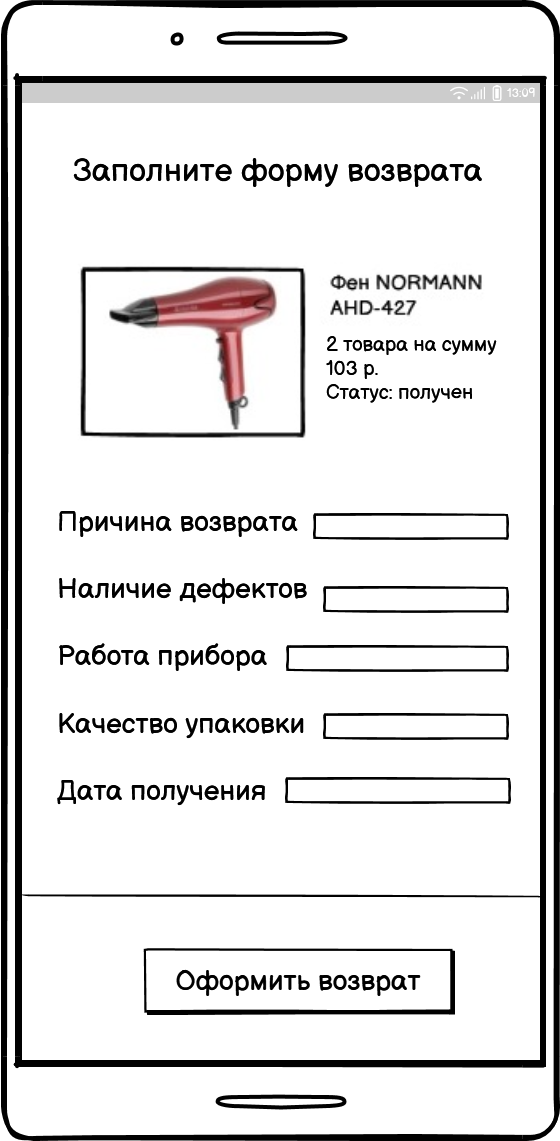 13:09
Заполните форму возврата
Фен NORMANN
AHD-427
2 товара на сумму
103 р.
Статус: получен
Причина возврата
Наличие дефектов
Работа прибора
Качество упаковки
Дата получения
Оформить возврат